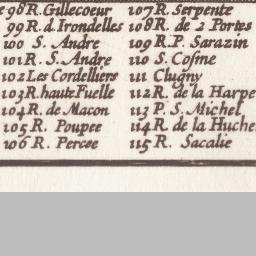 e 98 R. Gillecoeur
99 R. d. Irondelles
100 S. Andre
101 R. S. Andre
102 Les Cordelliers
103 R. haute Fuelle
104 R. de Macon
105 R. Poupee
106 R. Percee
107 R. Serpente
108 R. de 2 Portes
109 R. P. Sarazin
110 S. Cosme
111 Clugny
112 R. de la Harpe
113 P. S. Michel
114 R. de la Huche
115 R. Sacalie